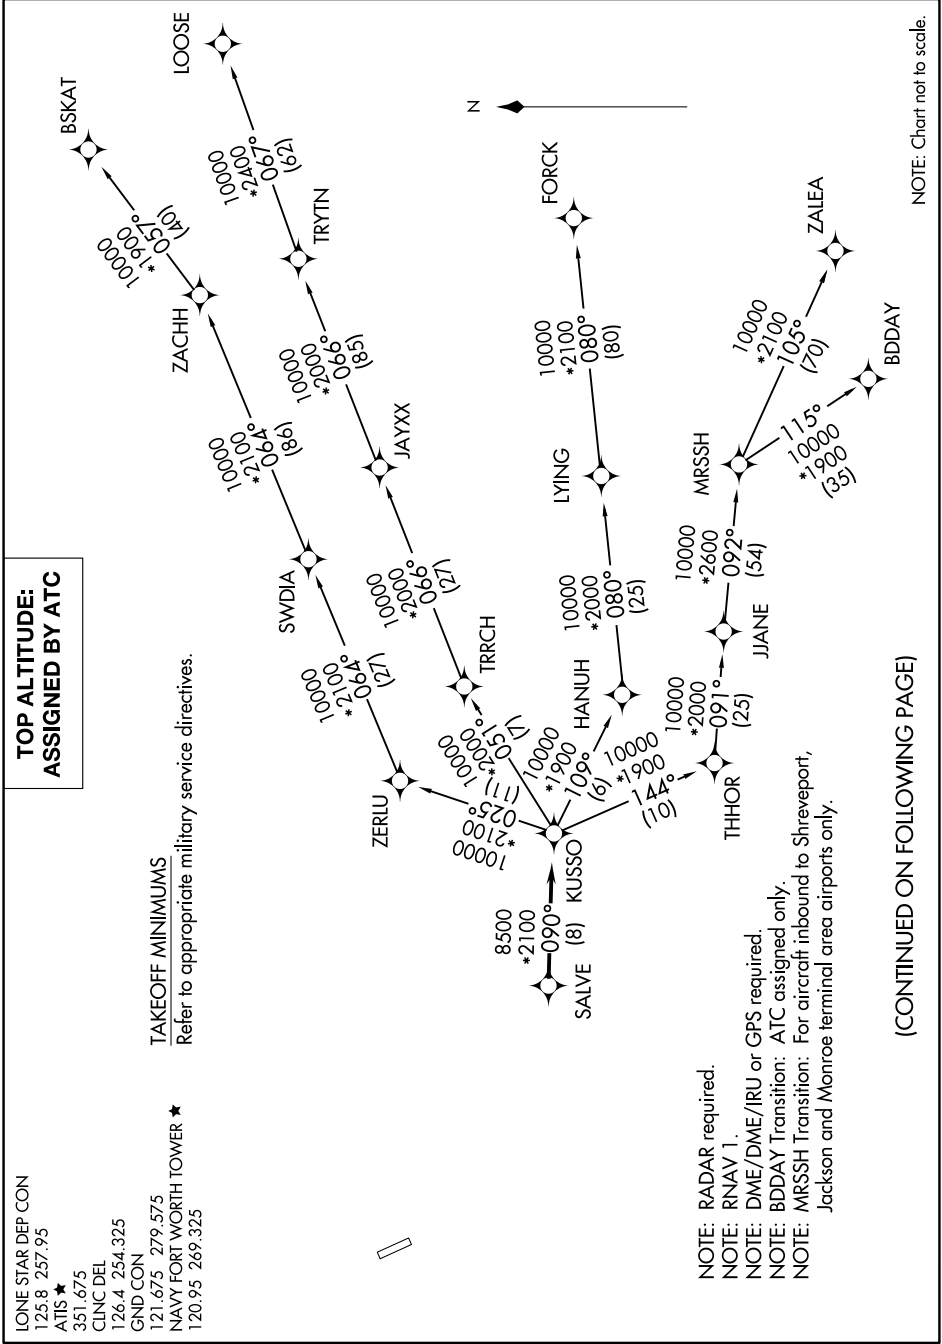 LONE STAR DEP CON
125.8 257.95
ATIS ★
351.675
CLNC DEL
126.4 254.325
GND CON
121.675 279.575
NAVY FORT WORTH TOWER ★
120.95 269.325
TOP ALTITUDE:
ASSIGNED BY ATC
TAKEOFF MINIMUMS
Refer to appropriate military service directives.
BSKAT
10000
*1900
057°
(40)
ZACHH
10000
*2100
064°
(86)
SWDIA
10000
*2100
064°
(27)
ZERLU
10000
*2100
025°
(11)
LOOSE
10000
*2400
067°
(62)
TRYTN
10000
*2000
066°
(85)
JAYXX
10000
*2000
066°
(27)
TRRCH
10000
*2000
051°
(7)
N
FORCK
10000
*2100
080°
(80)
LYING
10000
*2000
080°
(25)
HANUH
10000
*1900
109°
(6)
SALVE
8500
*2100
090°
(8)
KUSSO
10000
*1900
144°
(10)
THHOR
10000
*2000
091°
(25)
JJANE
10000
*2600
092°
(54)
MRSSH
10000
*2100
105°
(70)
ZALEA
115°
10000
*1900
(35)
BDDAY
NOTE: RADAR required.
NOTE: RNAV 1.
NOTE: DME/DME/IRU or GPS required.
NOTE: BDDAY Transition: ATC assigned only.
NOTE: MRSSH Transition: For aircraft inbound to Shreveport,
Jackson and Monroe terminal area airports only.
NOTE: Chart not to scale.
(CONTINUED ON FOLLOWING PAGE)